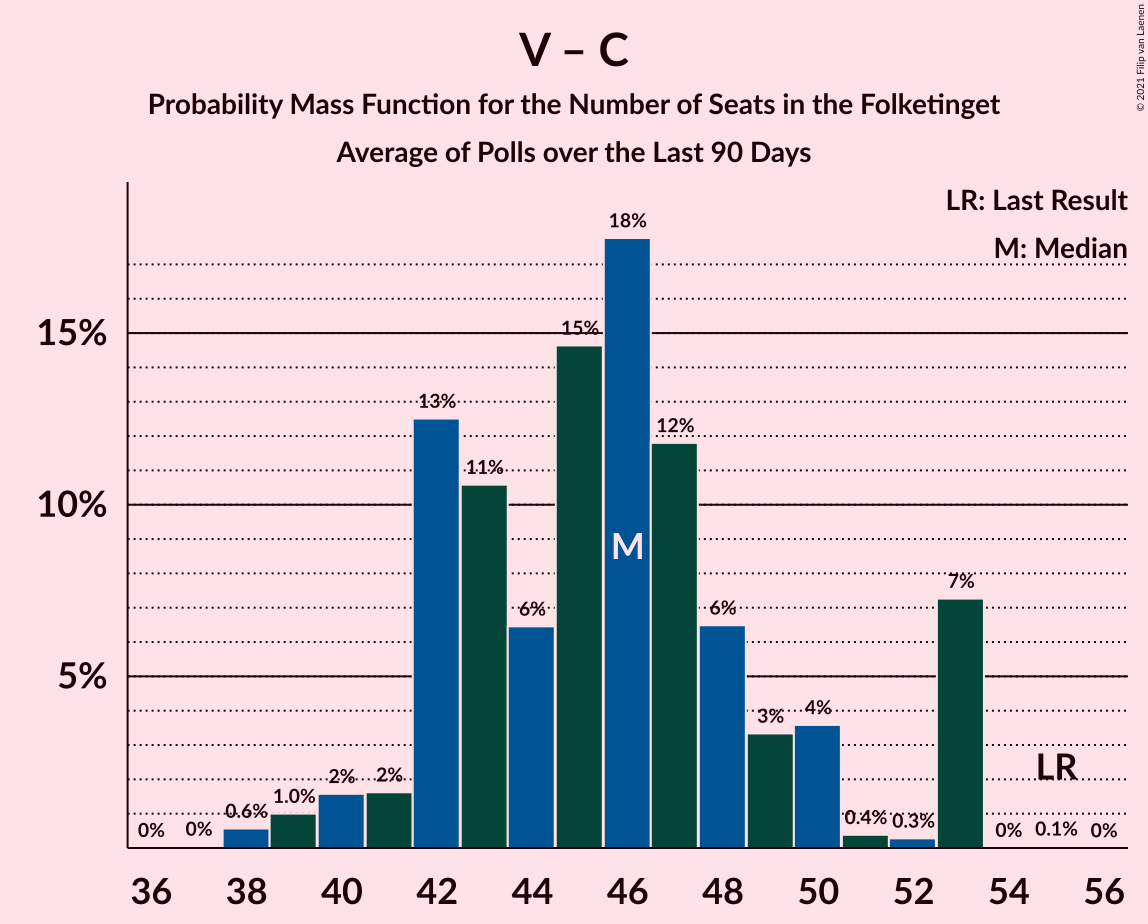 V – C
Probability Mass Function for the Number of Seats in the Folketinget
Average of Polls over the Last 90 Days
© 2021 Filip van Laenen
LR: Last Result
M: Median
15%
10%
5%
0%
0%
0.6%
1.0%
2%
2%
13%
11%
6%
15%
18%
12%
6%
3%
4%
0.4%
0.3%
7%
0%
0.1%
0%
M
LR
36 38 40 42 44 46 48 50 52 54 56